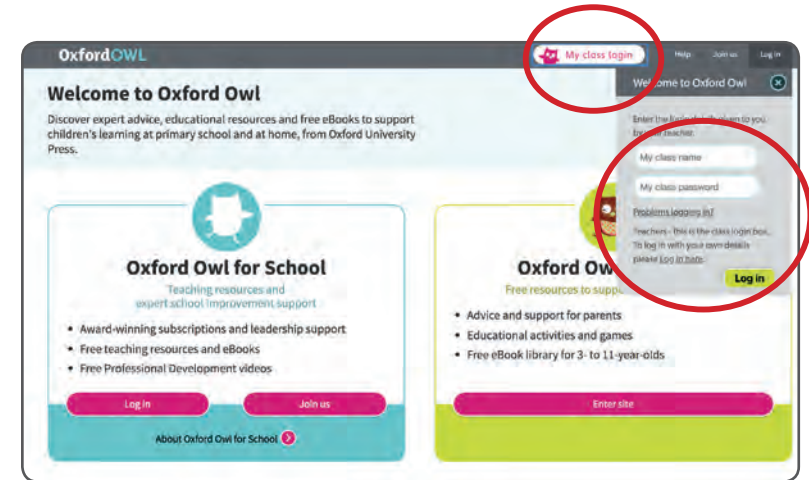 OxfordOWL
My class login
Help
Join us
Log in
Welcome to Oxford Owl
Discover expert advice, educational resources and free eBooks to support
children's learning at primary school and at home, from Oxford University
Press.
Welcome to Oxford Owl
Enter the login details given to you
by your teacher.
My class name
My class password
Problems logging in?
Teachers - this is the class login box.
To log in with your own details
please Log in here.
Log in
Oxford Owl for School
Teaching resources and
expert school improvement support
• Award-winning subscriptions and leadership support
• Free teaching resources and eBooks
• Free Professional Development videos
Log in
Join us
About Oxford Owl for School
Oxford Ow
Free resources to supp
• Advice and support for parents
• Educational activities and games
• Free eBook library for 3- to 11-year-olds
Enter site